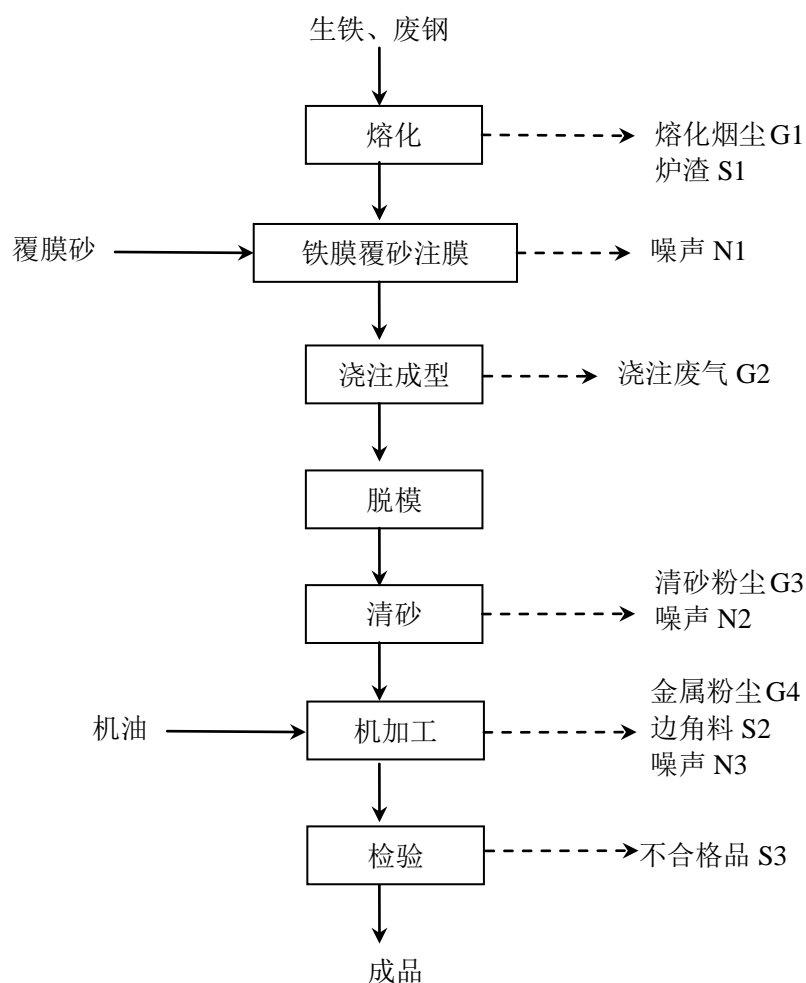 生铁、废钢
熔化
熔化烟尘G1
炉渣 S1
覆膜砂
铁膜覆砂注膜
噪声 N1
浇注成型
浇注废气 G2
脱模
清砂
清砂粉尘G3
噪声 N2
机油
机加工
金属粉尘G4
边角料 S2
噪声 N3
检验
不合格品 S3
成品